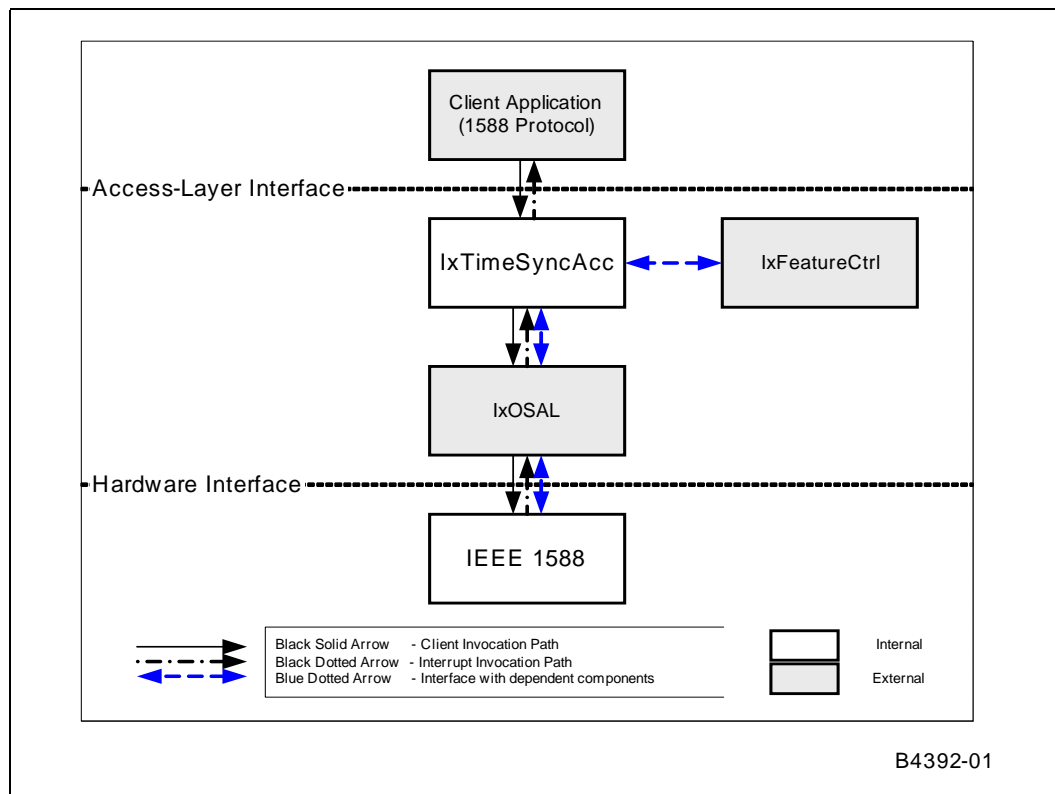 Client Application
(1588 Protocol)
Access-Layer Interface
IxTimeSyncAcc
IxFeatureCtrl
IxOSAL
Hardware Interface
IEEE 1588
Black Solid Arrow - Client Invocation Path
Black Dotted Arrow - Interrupt Invocation Path
Blue Dotted Arrow - Interface with dependent components
Internal
External
B4392-01